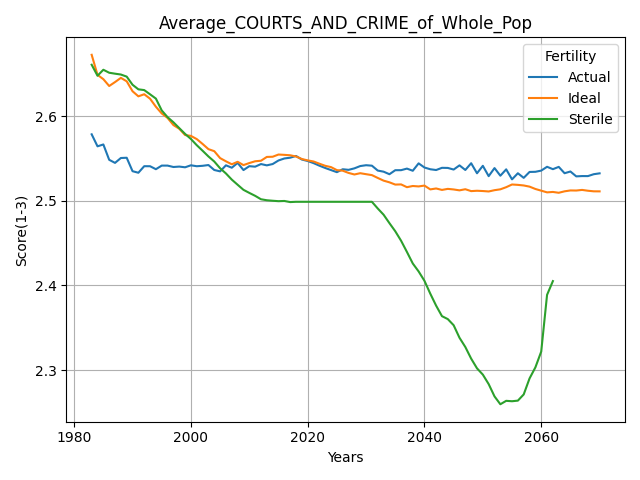 Average_COURTS_AND_CRIME_of_Whole_Pop
Fertility
Actual
Ideal
Sterile
Score(1-3)
2.6
2.5
2.4
2.3
1980
2000
2020
2040
2060
Years